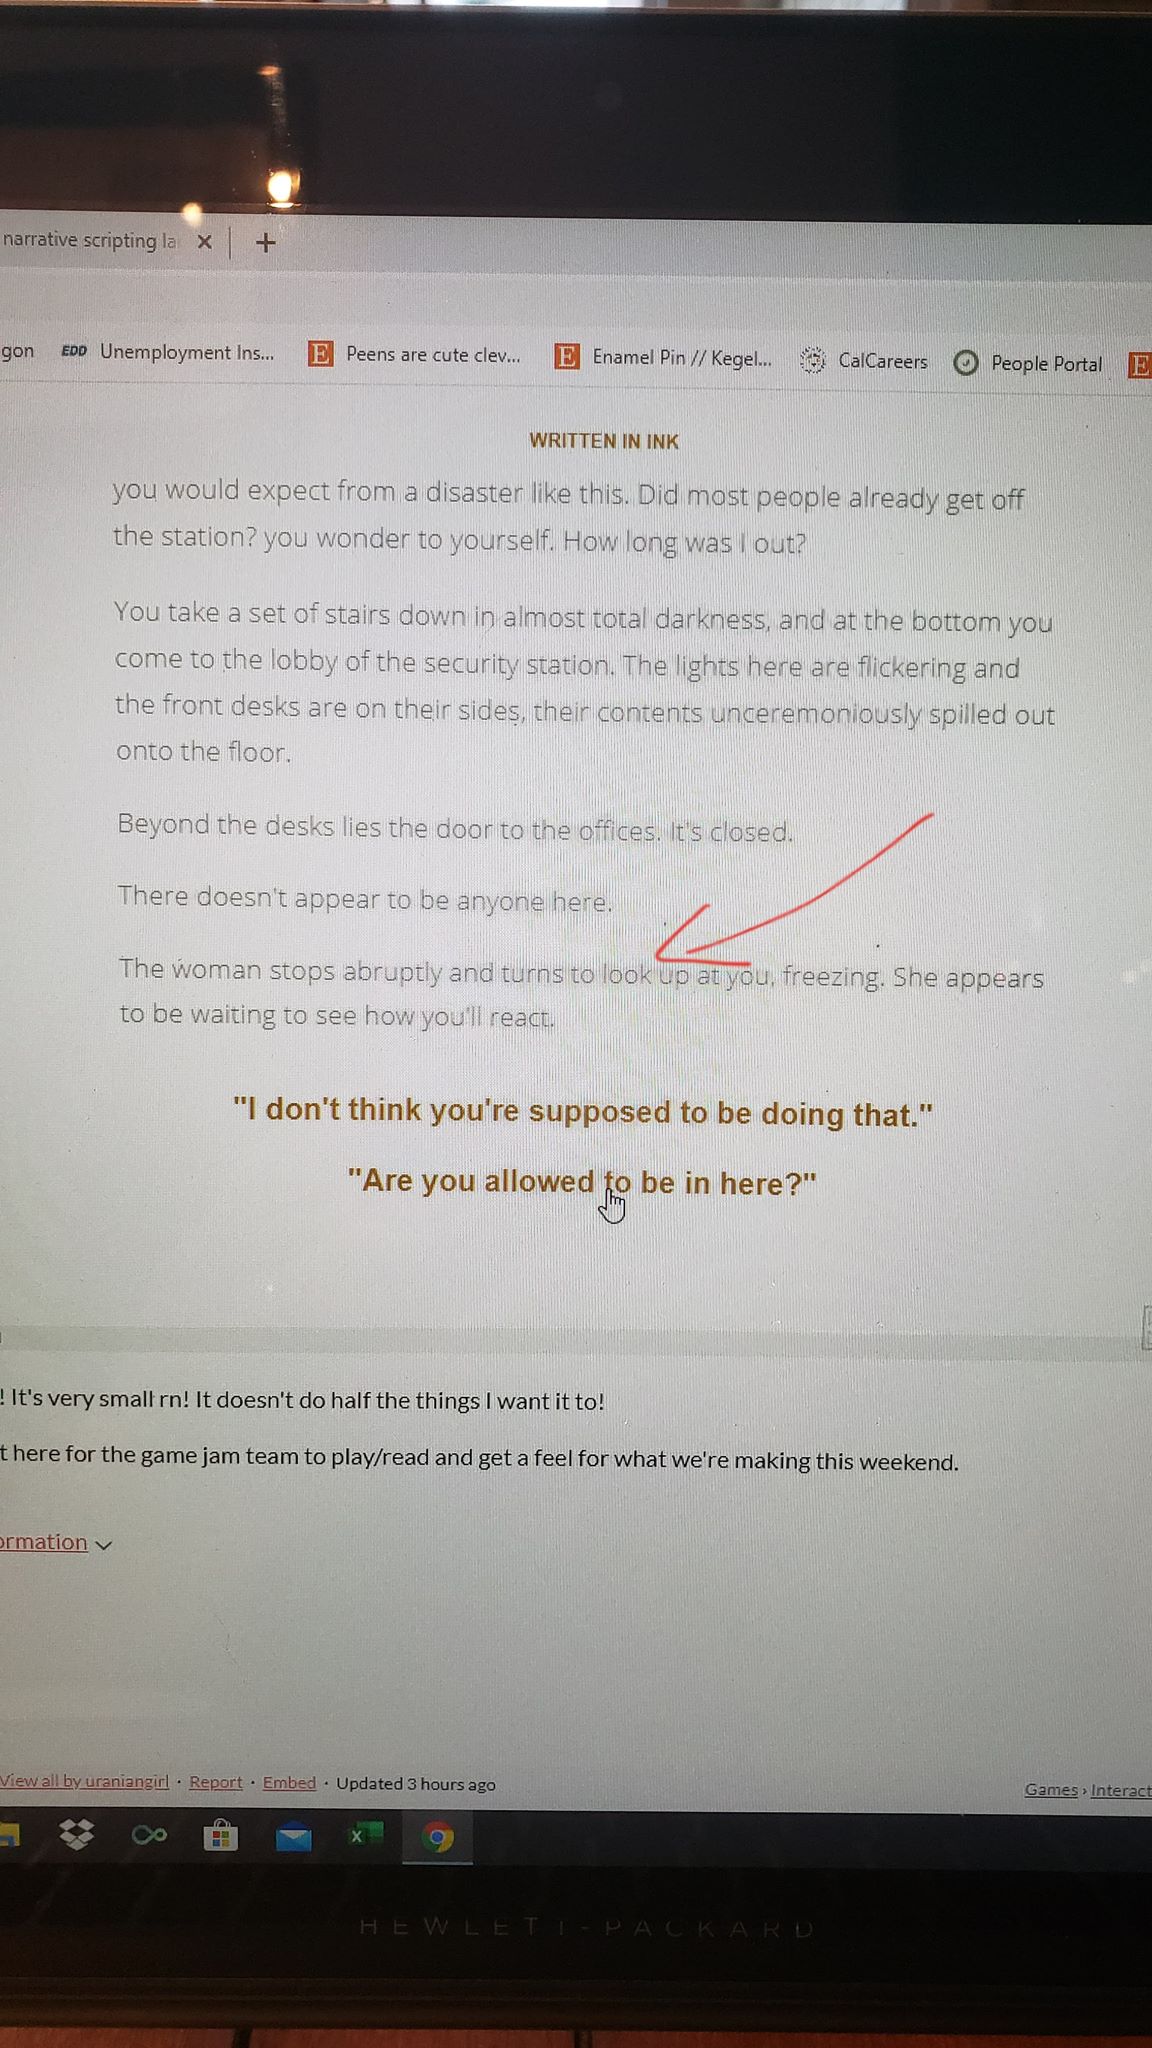 narrative scripting la
gon EDD Unemployment Ins... E Peens are cute clev... E Enamel Pin // Kegel... CalCareers People Portal E
WRITTEN IN INK
you would expect from a disaster like this. Did most people already get off
the station? you wonder to yourself. How long was I out?
You take a set of stairs down in almost total darkness, and at the bottom you
come to the lobby of the security station. The lights here are flickering and
the front desks are on their sides, their contents unceremoniously spilled out
onto the floor.
Beyond the desks lies the door to the offices. It's closed.
There doesn't appear to be anyone here.
The woman stops abruptly and turns to look up at you, freezing. She appears
to be waiting to see how you'll react.
"I don't think you're supposed to be doing that."
"Are you allowed to be in here?"
! It's very small rn! It doesn't do half the things I want it to!
t here for the game jam team to play/read and get a feel for what we're making this weekend.
ormation
View all by uraniangirl · Report · Embed · Updated 3 hours ago
Games › Interact
HEWLETT-PACKARD